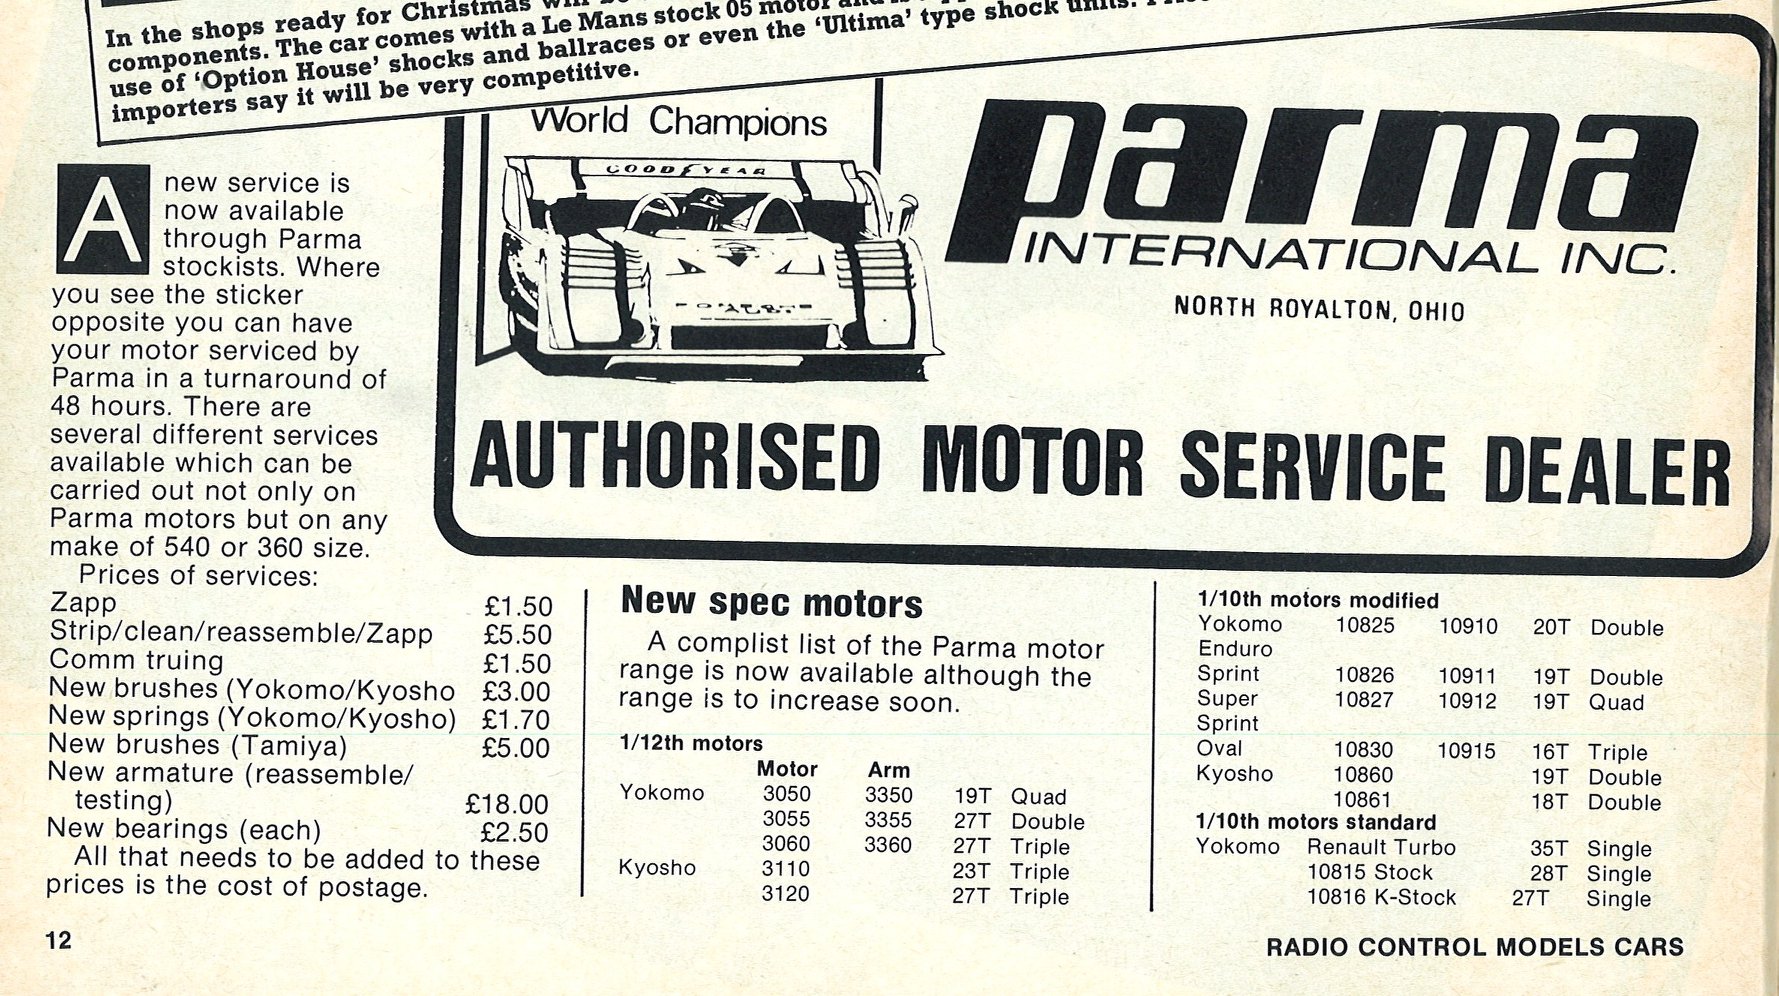 In the shops ready for Christmas will
components. The car comes with a Le Mans stock 05 motor and
use of ‘Option House’ shocks and ballraces or even the ‘Ultima’ type shock units.
importers say it will be very competitive.
World Champions
GOODYEAR
parma
INTERNATIONAL INC.
NORTH ROYALTON, OHIO
AUTHORISED MOTOR SERVICE DEALER
A new service is
now available
through Parma
stockists. Where
you see the sticker
opposite you can have
your motor serviced by
Parma in a turnaround of
48 hours. There are
several different services
available which can be
carried out not only on
Parma motors but on any
make of 540 or 360 size.
Prices of services:
Zapp £1.50
Strip/clean/reassemble/Zapp £5.50
Comm truing £1.50
New brushes (Yokomo/Kyosho £3.00
New springs (Yokomo/Kyosho) £1.70
New brushes (Tamiya) £5.00
New armature (reassemble/
testing) £18.00
New bearings (each) £2.50
All that needs to be added to these
prices is the cost of postage.
New spec motors
A complist list of the Parma motor
range is now available although the
range is to increase soon.
1/12th motors
Motor Arm
Yokomo 3050 3350 19T Quad
3055 3355 27T Double
3060 3360 27T Triple
Kyosho 3110 23T Triple
3120 27T Triple
1/10th motors modified
Yokomo 10825 10910 20T Double
Enduro
Sprint 10826 10911 19T Double
Super 10827 10912 19T Quad
Sprint
Oval 10830 10915 16T Triple
Kyosho 10860 19T Double
10861 18T Double
1/10th motors standard
Yokomo Renault Turbo 35T Single
10815 Stock 28T Single
10816 K-Stock 27T Single
12
RADIO CONTROL MODELS CARS